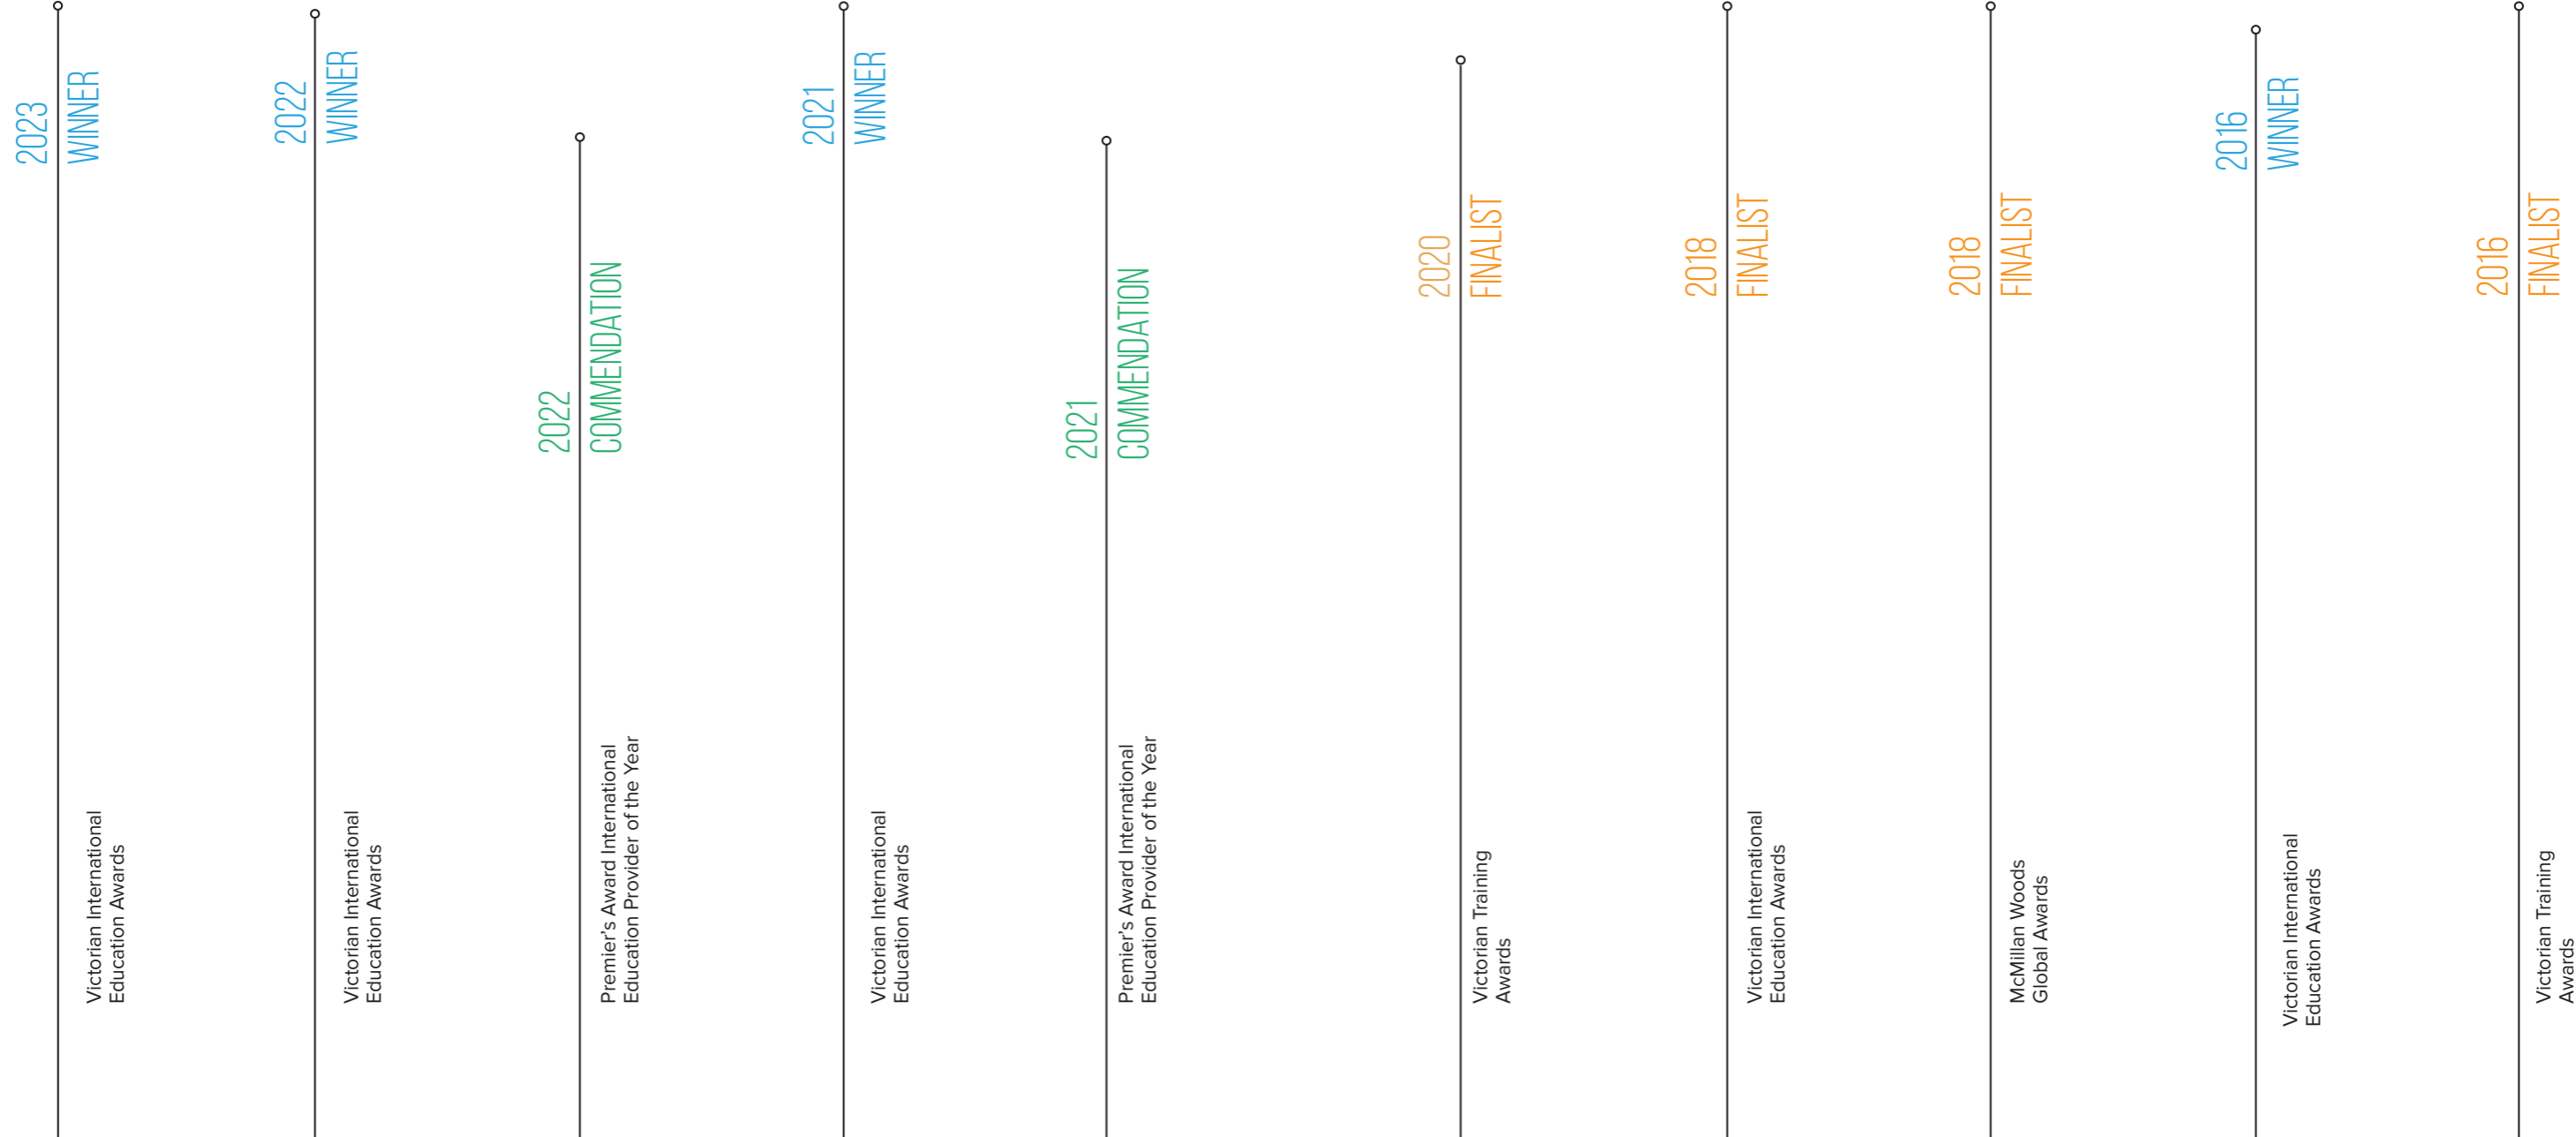 2023
WINNER
Victorian International
Education Awards
2022
WINNER
Victorian International
Education Awards
2022
COMMENDATION
Premier’s Award International
Education Provider of the Year
2021
WINNER
Victorian International
Education Awards
2021
COMMENDATION
Premier’s Award International
Education Provider of the Year
2020
FINALIST
Victorian Training
Awards
2018
FINALIST
Victorian International
Education Awards
2018
FINALIST
McMillan Woods
Global Awards
2016
WINNER
Victorian International
Education Awards
2016
FINALIST
Victorian Training
Awards